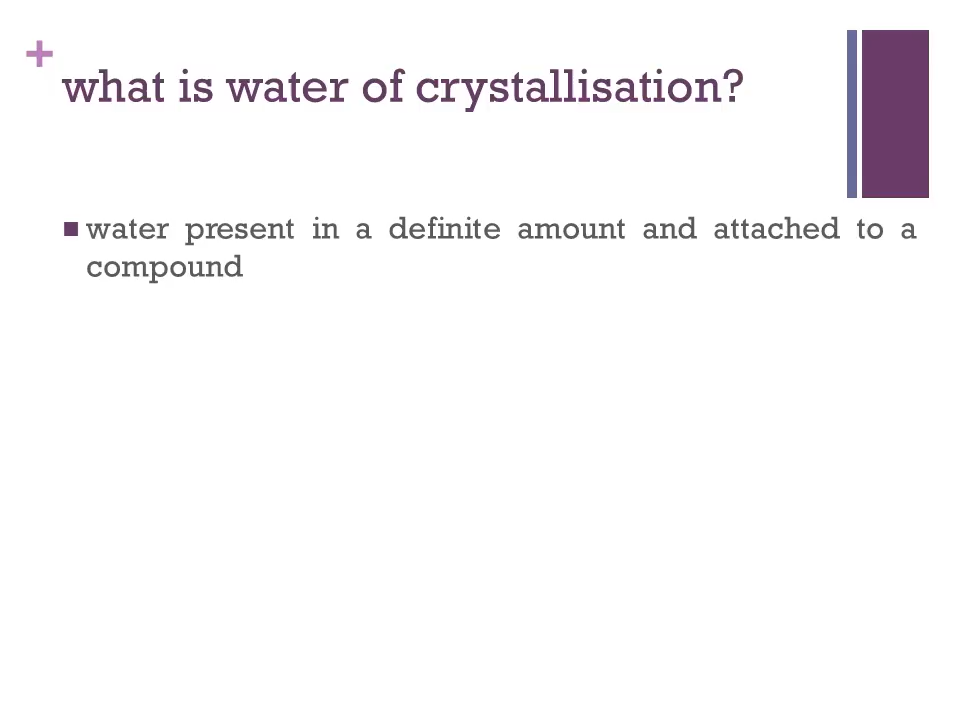 +
what is water of crystallisation?
water present in a definite amount and attached to a
compound